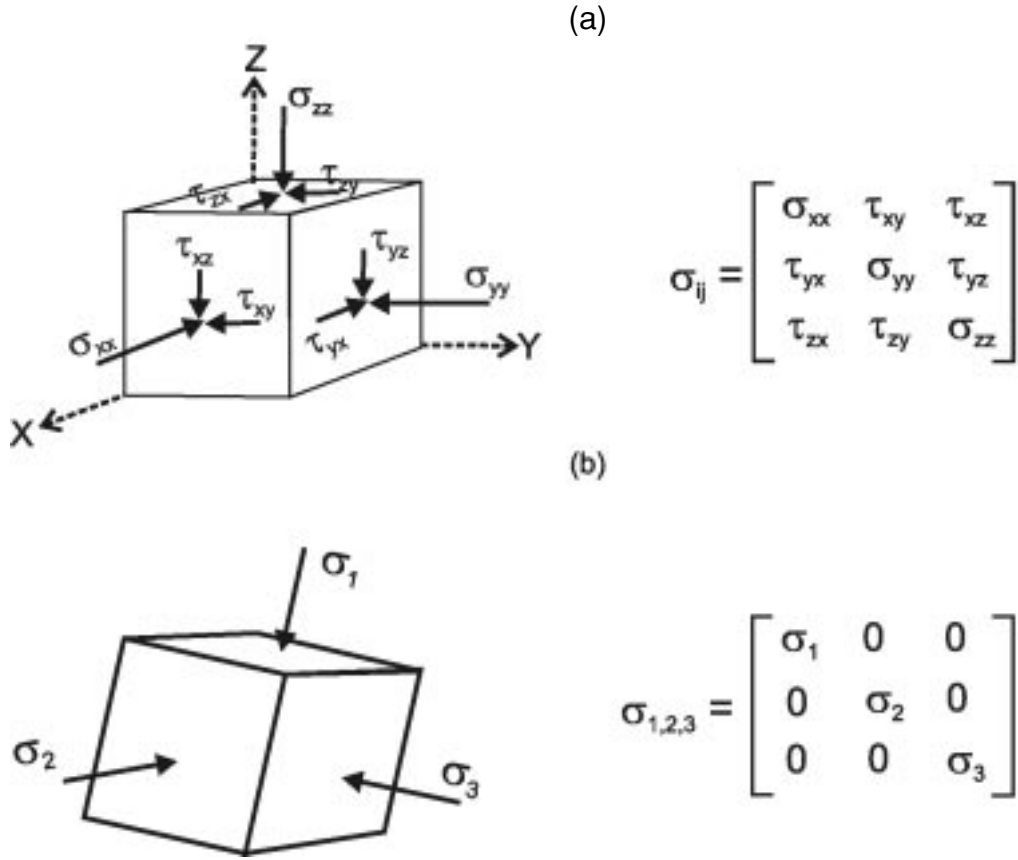 (a)
Z
σzz
τzy
τzx
τxz
τyz
σyy
τxy
σxx
τyx
Y
X
σij = [ σxx τxy τxz
τyx σyy τyz
τzx τzy σzz ]
(b)
σ1
σ2
σ3
σ1,2,3 = [ σ1 0 0
0 σ2 0
0 0 σ3 ]